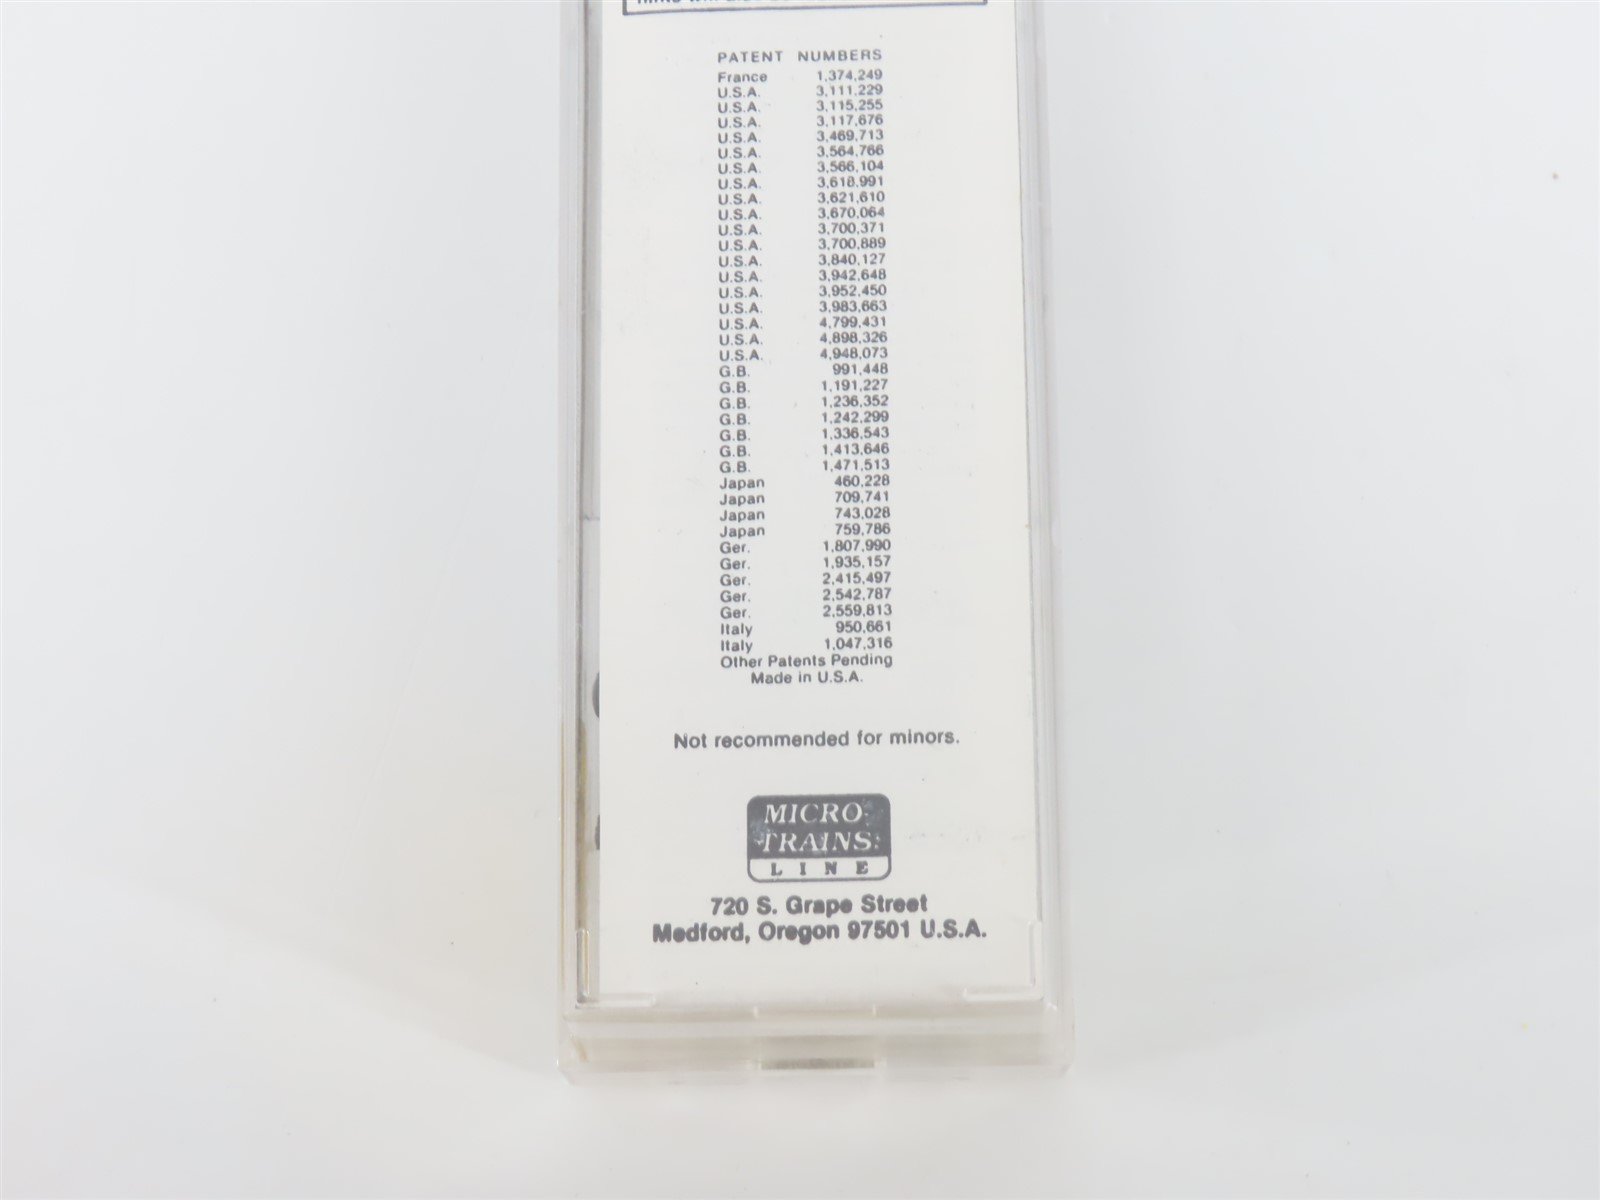 PATENT NUMBERS
France 1,374,249
U.S.A. 3,111,229
U.S.A. 3,115,255
U.S.A. 3,117,676
U.S.A. 3,469,713
U.S.A. 3,564,766
U.S.A. 3,566,104
U.S.A. 3,618,991
U.S.A. 3,621,610
U.S.A. 3,670,064
U.S.A. 3,700,371
U.S.A. 3,700,889
U.S.A. 3,840,127
U.S.A. 3,942,648
U.S.A. 3,952,450
U.S.A. 3,983,663
U.S.A. 4,799,431
U.S.A. 4,898,326
U.S.A. 4,948,073
G.B. 991,448
G.B. 1,191,227
G.B. 1,236,352
G.B. 1,242,299
G.B. 1,336,543
G.B. 1,413,646
G.B. 1,471,513
Japan 460,228
Japan 709,741
Japan 743,028
Japan 759,786
Ger. 1,807,990
Ger. 1,935,157
Ger. 2,415,497
Ger. 2,542,787
Ger. 2,559,813
Italy 950,661
Italy 1,047,316
Other Patents Pending
Made in U.S.A.
Not recommended for minors.
MICRO-
TRAINS
LINE
720 S. Grape Street
Medford, Oregon 97501 U.S.A.